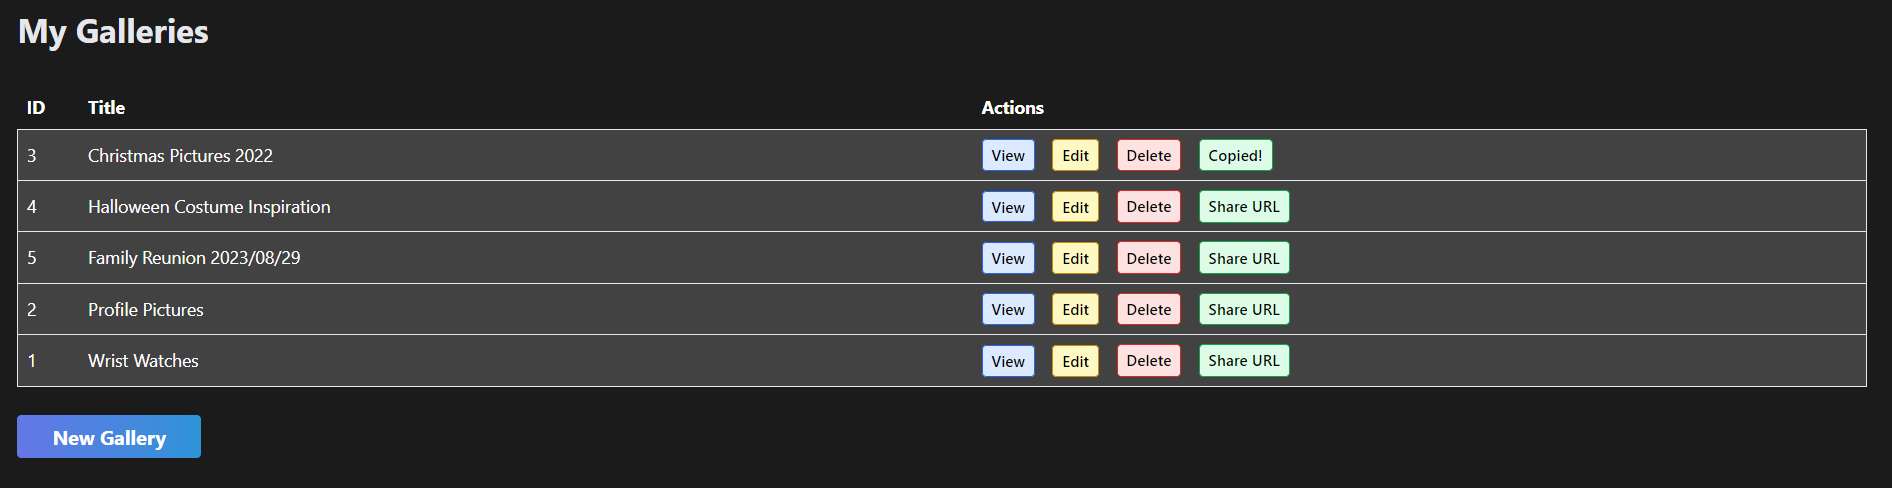 My Galleries
ID Title Actions
3 Christmas Pictures 2022 View Edit Delete Copied!
4 Halloween Costume Inspiration View Edit Delete Share URL
5 Family Reunion 2023/08/29 View Edit Delete Share URL
2 Profile Pictures View Edit Delete Share URL
1 Wrist Watches View Edit Delete Share URL
New Gallery